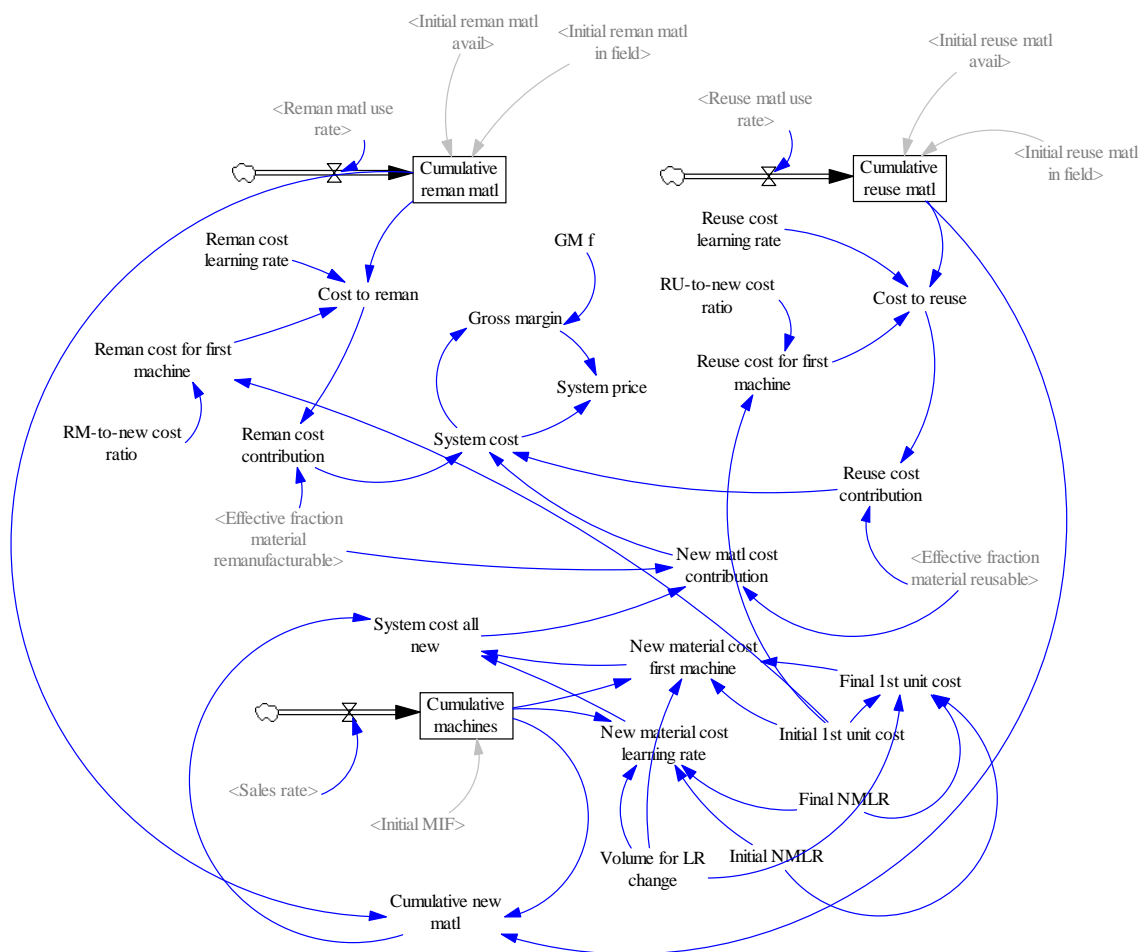 <Initial reman matl
avail>
<Initial reman matl
in field>
<Initial reuse matl
avail>
<Reman matl use
rate>
<Reuse matl use
rate>
Cumulative
reman matl
Cumulative
reuse matl
<Initial reuse matl
in field>
Reman cost
learning rate
GM f
Reuse cost
learning rate
Cost to reman
RU-to-new cost
ratio
Cost to reuse
Gross margin
Reman cost for first
machine
Reuse cost for first
machine
System price
RM-to-new cost
ratio
Reman cost
contribution
System cost
Reuse cost
contribution
<Effective fraction
material
remanufacturable>
New matl cost
contribution
<Effective fraction
material reusable>
System cost all
new
New material cost
first machine
Final 1st unit cost
Cumulative
machines
New material cost
learning rate
Initial 1st unit cost
<Sales rate>
Final NMLR
<Initial MIF>
Volume for LR
change
Initial NMLR
Cumulative new
matl